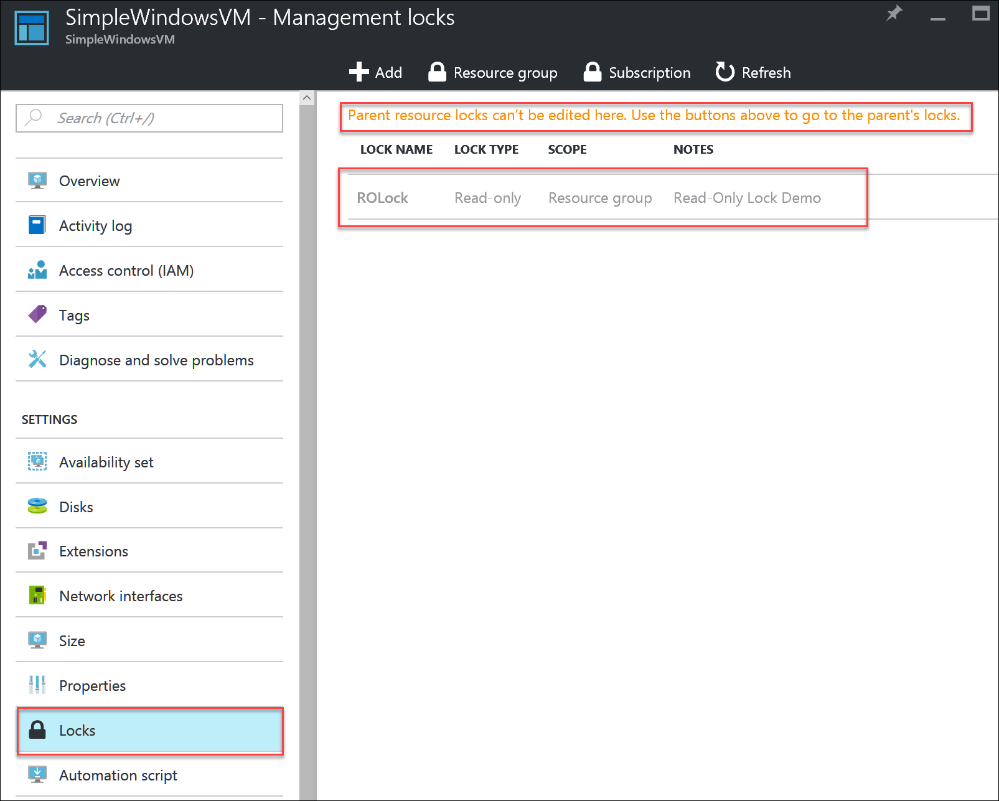 SimpleWindowsVM - Management locks
SimpleWindowsVM
Add Resource group Subscription Refresh
Search (Ctrl+/)
Overview
Activity log
Access control (IAM)
Tags
Diagnose and solve problems
SETTINGS
Availability set
Disks
Extensions
Network interfaces
Size
Properties
Locks
Automation script
Parent resource locks can’t be edited here. Use the buttons above to go to the parent's locks.
LOCK NAME LOCK TYPE SCOPE NOTES
ROLock Read-only Resource group Read-Only Lock Demo